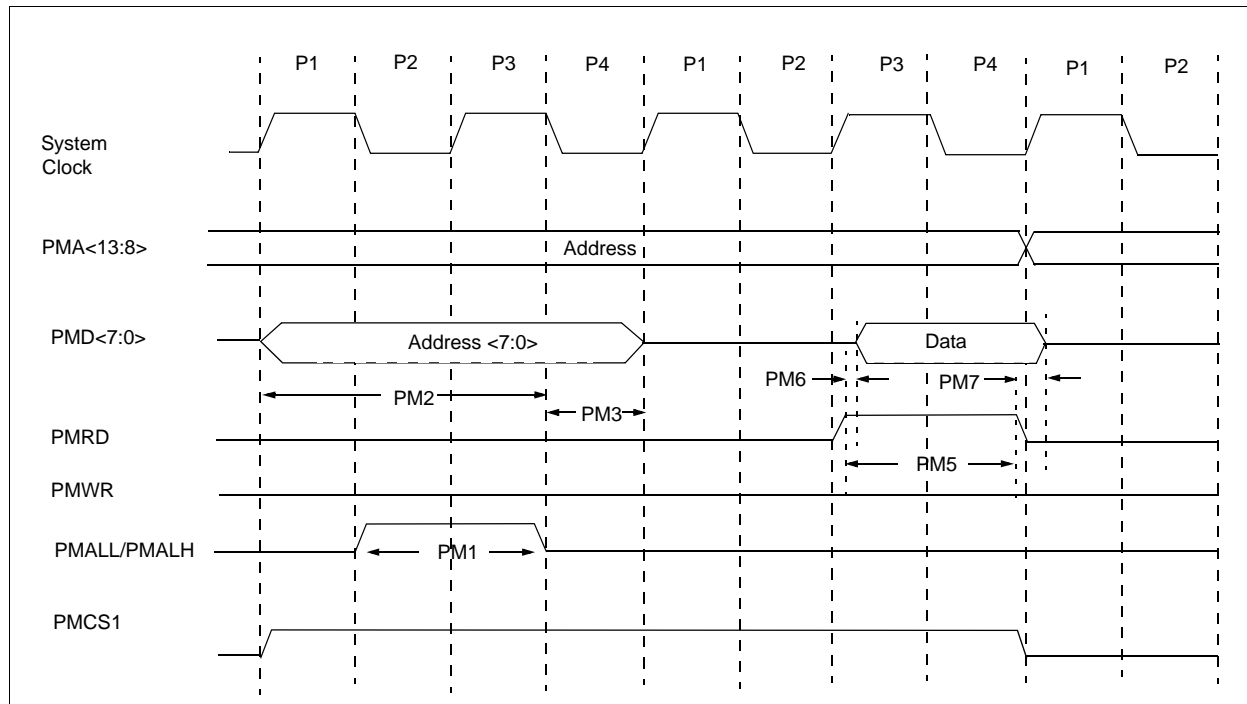 P1 P2 P3 P4 P1 P2 P3 P4 P1 P2
System
Clock
PMA<13:8>
Address
PMD<7:0>
Address <7:0>
Data
PM2
PM3
PM6
PM7
PMRD
PM5
PMWR
PMALL/PMALH
PM1
PMCS1